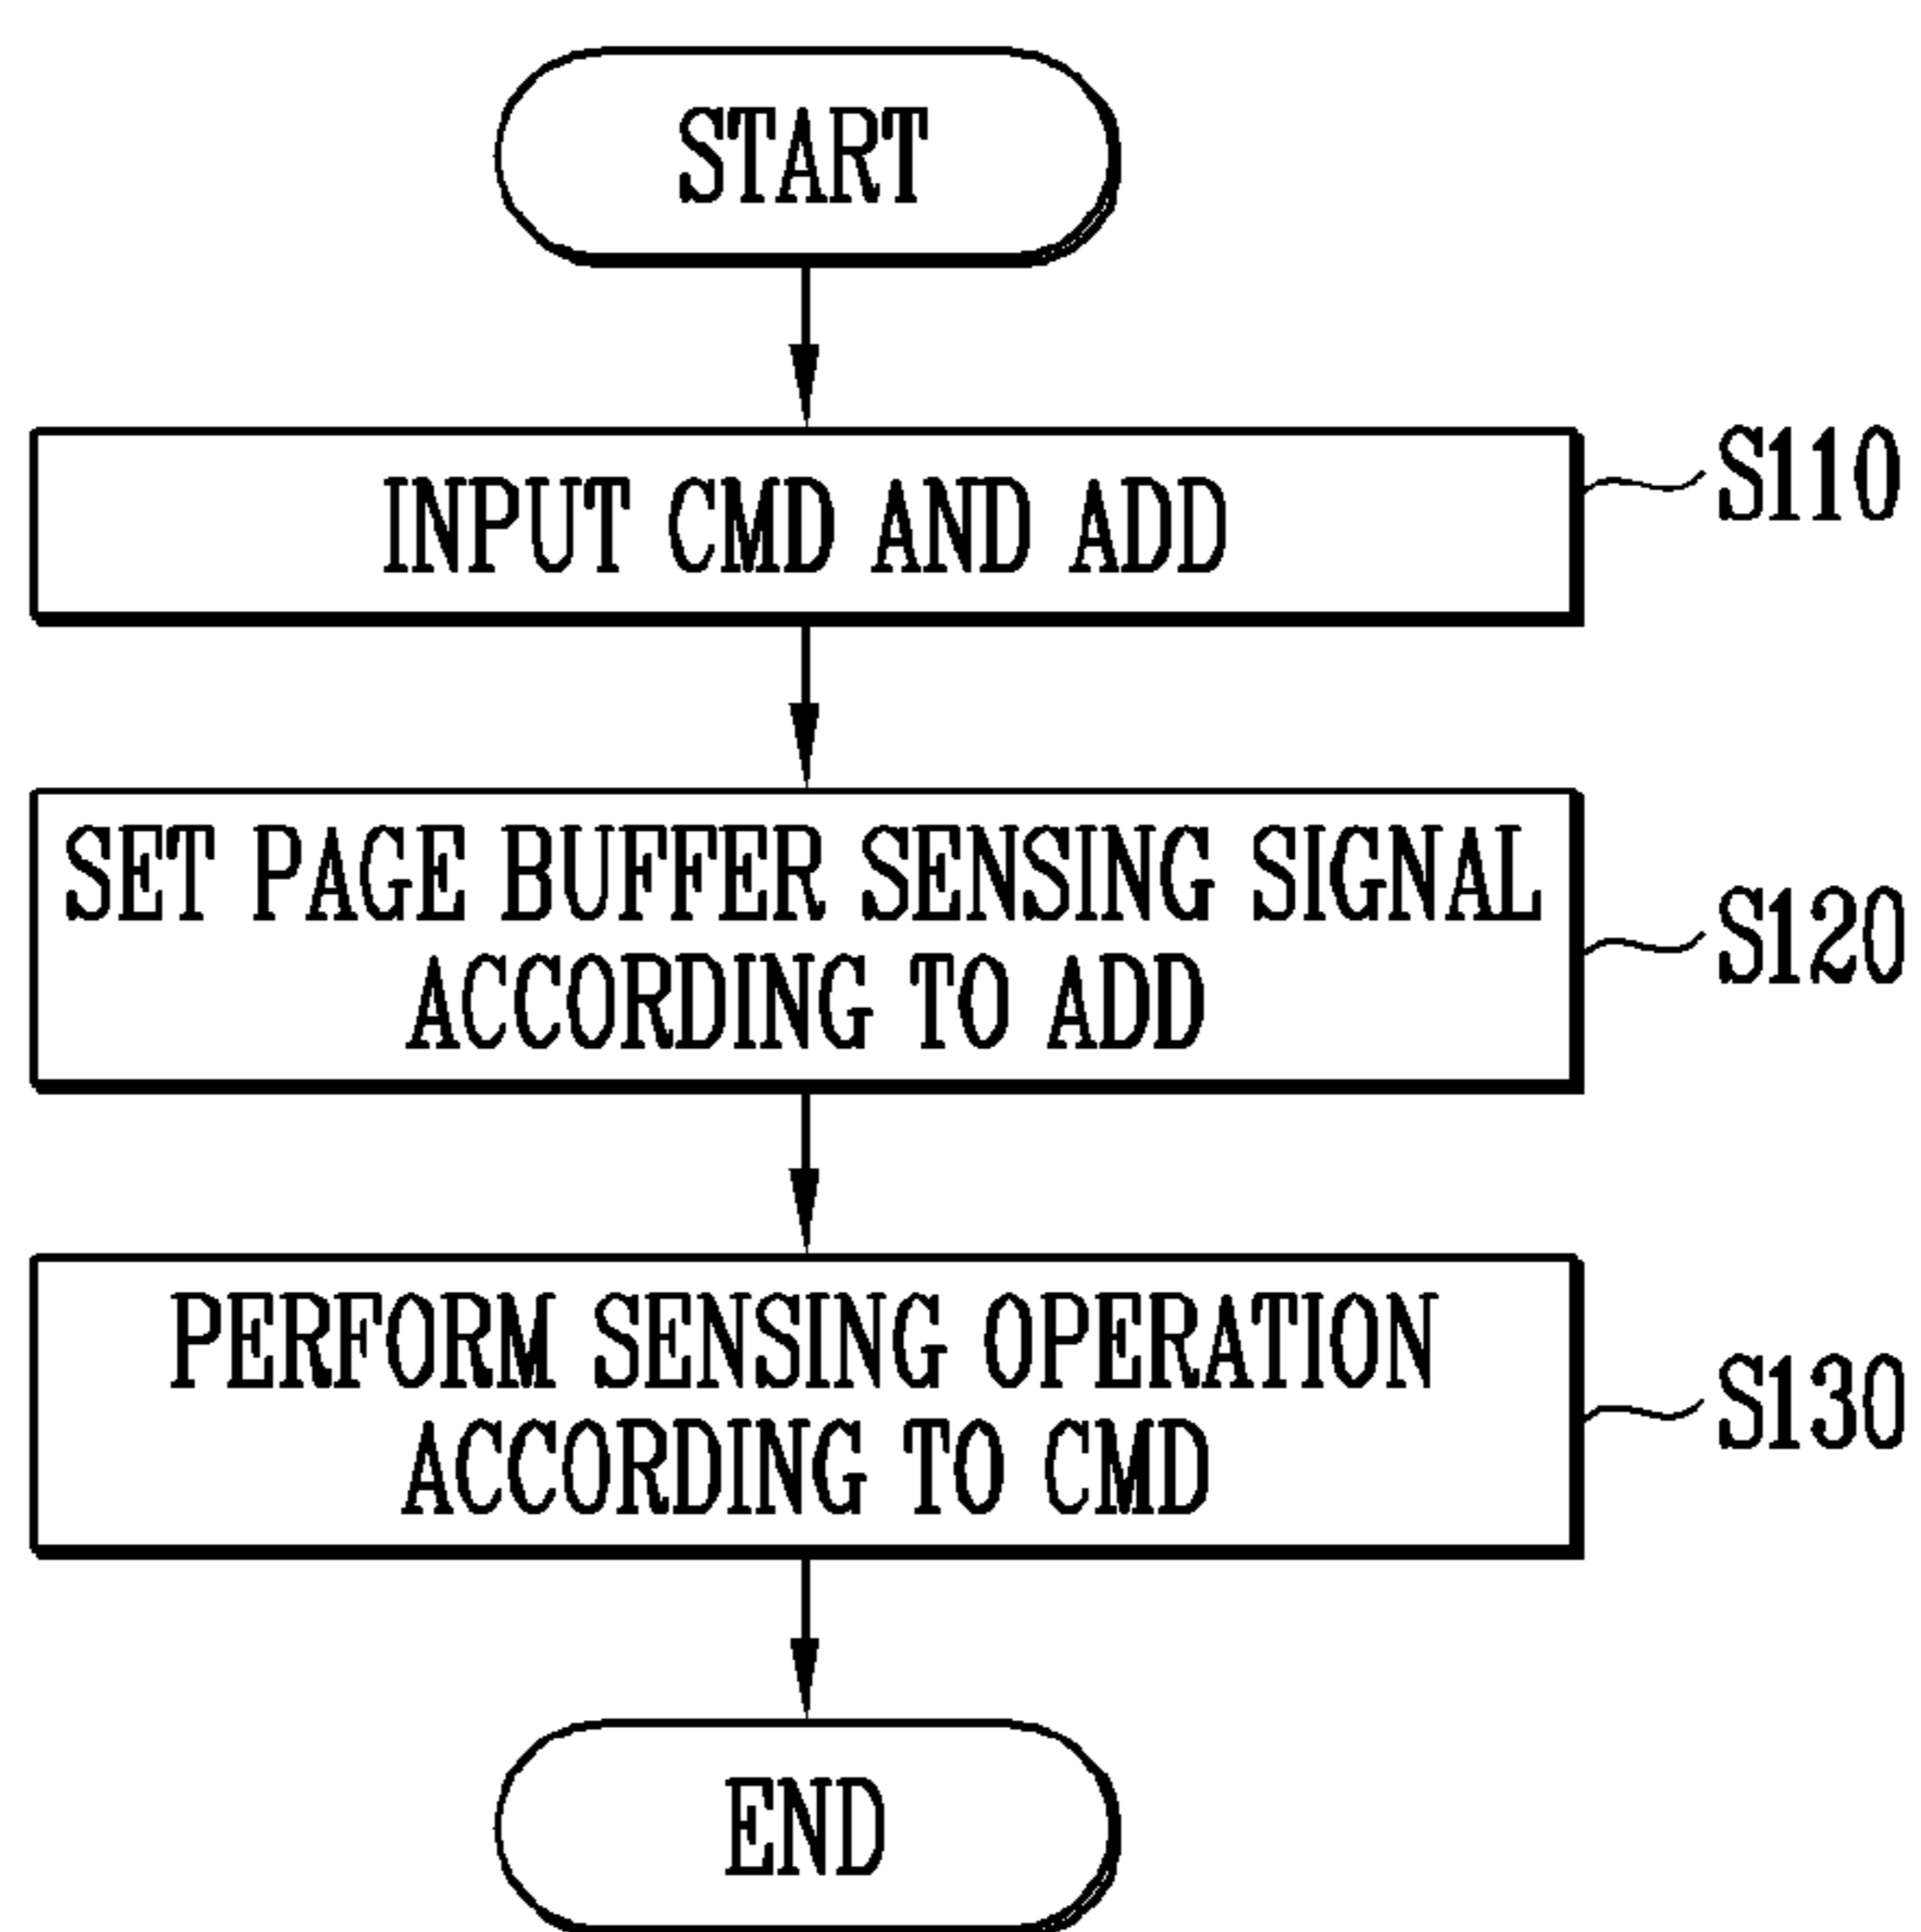 START
INPUT CMD AND ADD
S110
SET PAGE BUFFER SENSING SIGNAL
ACCORDING TO ADD
S120
PERFORM SENSING OPERATION
ACCORDING TO CMD
S130
END